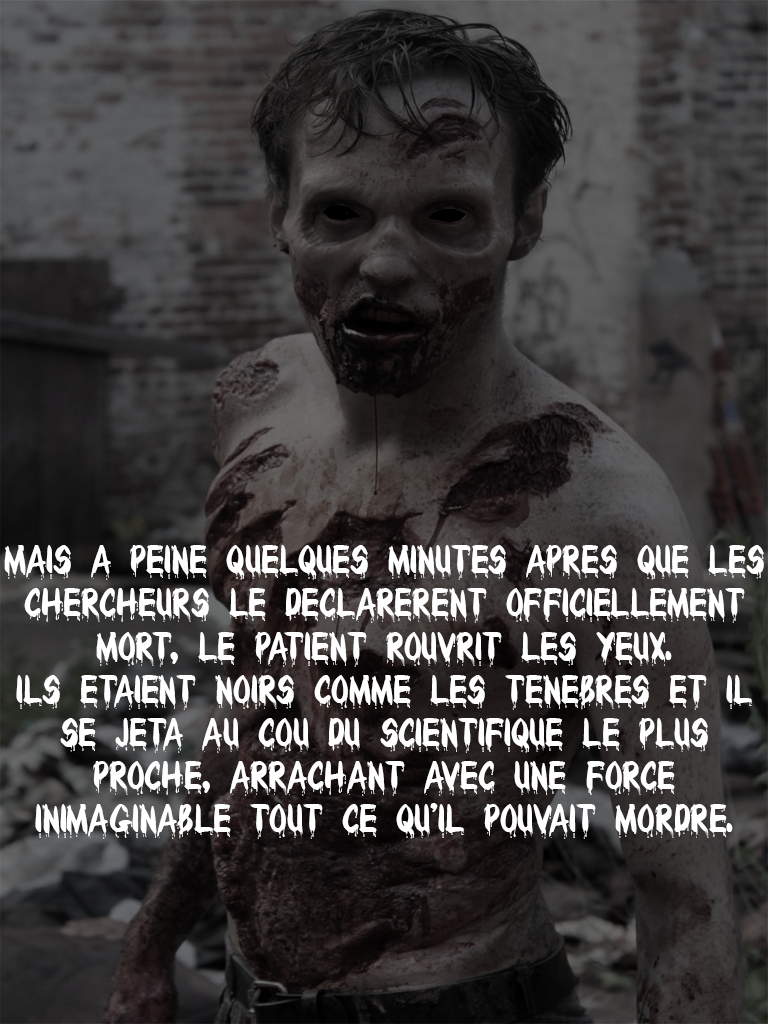 MAIS A PEINE QUELQUES MINUTES APRES QUE LES
CHERCHEURS LE DECLARERENT OFFICIELLEMENT
MORT, LE PATIENT ROUVRIT LES YEUX.
ILS ETAIENT NOIRS COMME LES TENEBRES ET IL
SE JETA AU COU DU SCIENTIFIQUE LE PLUS
PROCHE, ARRACHANT AVEC UNE FORCE
INIMAGINABLE TOUT CE QU'IL POUVAIT MORDRE.